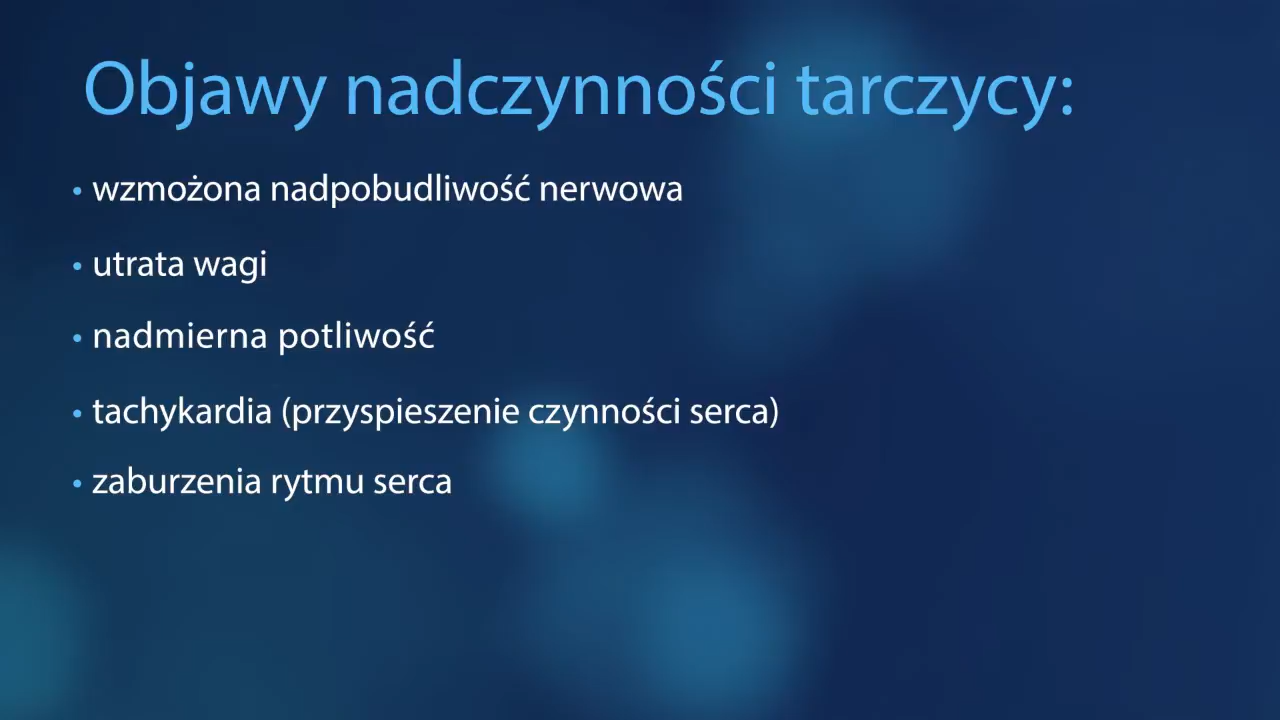 Objawy nadczynności tarczycy:
• wzmożona nadpobudliwość nerwowa
• utrata wagi
• nadmierna potliwość
• tachykardia (przyspieszenie czynności serca)
• zaburzenia rytmu serca